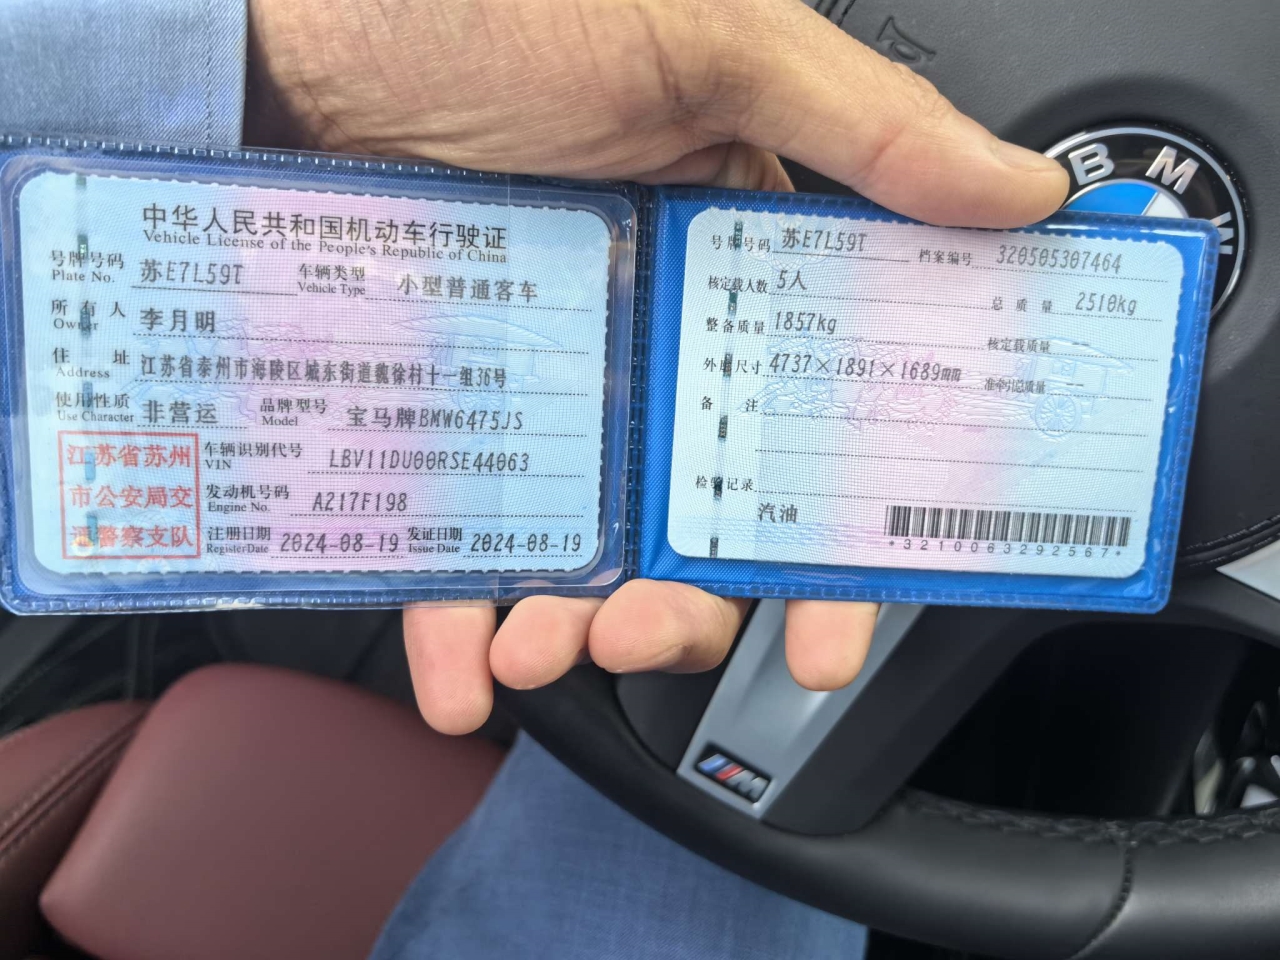 中华人民共和国机动车行驶证
Vehicle License of the People's Republic of China
号牌号码 苏E7L59T 车辆类型 小型普通客车
Plate No. Vehicle Type
所有人 李月明
Owner
住址 江苏省泰州市海陵区城东街道魏徐村十一组36号
Address
使用性质 非营运 品牌型号 宝马牌BMW6475JS
Use Character Model
江苏省苏州
市公安局交
通警察支队
车辆识别代号 LBV11DU00RSE44063
VIN
发动机号码 A217F198
Engine No.
注册日期 2024-08-19 发证日期 2024-08-19
Register Date Issue Date
号牌号码 苏E7L59T 档案编号 320505307464
核定载人数 5人 总质量 2510kg
整备质量 1857kg 核定载质量 --
外廓尺寸 4737×1891×1689mm 准牵引总质量 --
备注
检验记录
汽油
*3210063292567*
BMW
M